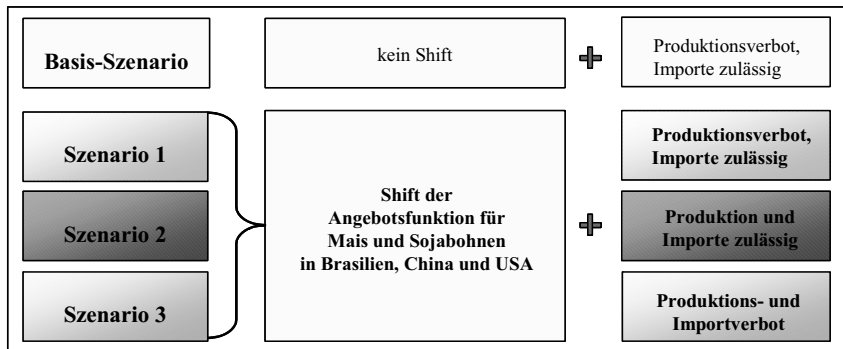 Basis-Szenario
kein Shift
Produktionsverbot,
Importe zulässig
Szenario 1
Szenario 2
Szenario 3
Shift der
Angebotsfunktion für
Mais und Sojabohnen
in Brasilien, China und USA
Produktionsverbot,
Importe zulässig
Produktion und
Importe zulässig
Produktions- und
Importverbot